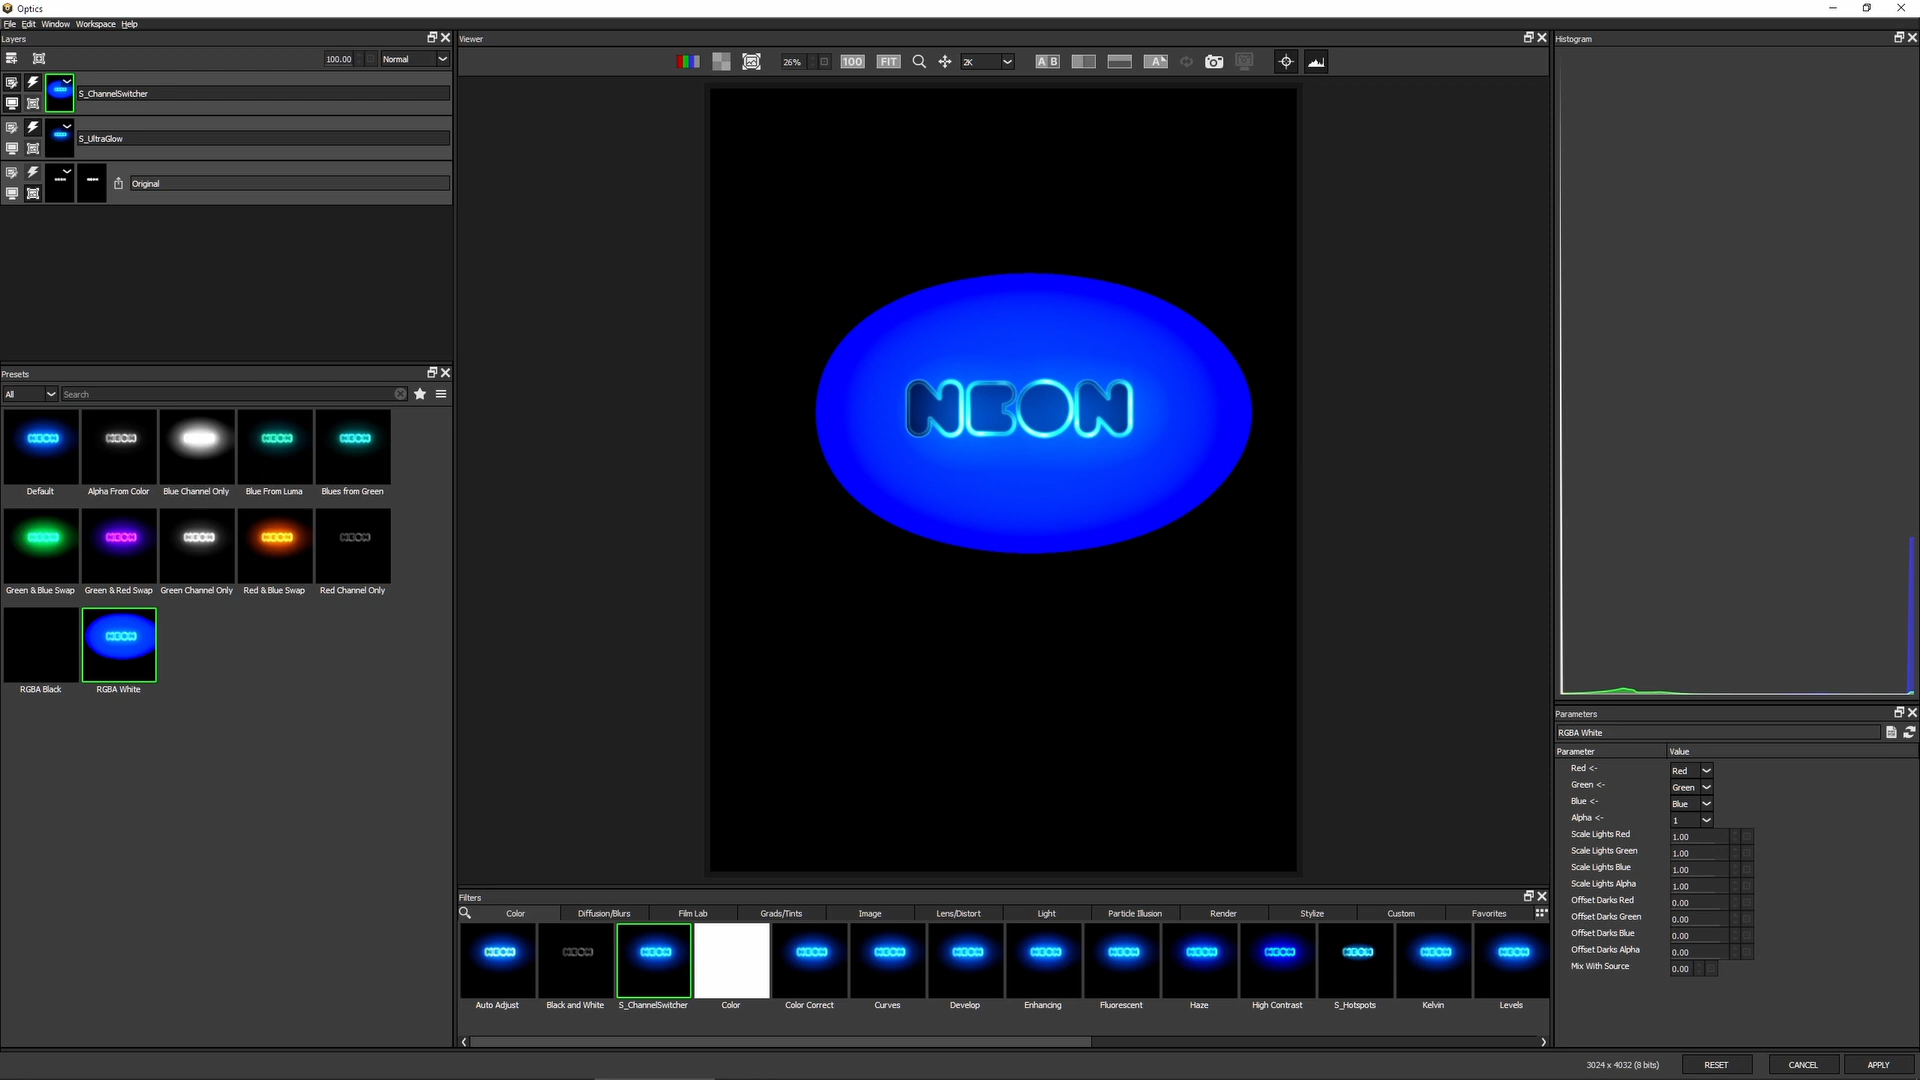 Optics
File Edit Window Workspace Help
Layers
100.00 Normal
S_ChannelSwitcher
S_UltraGlow
Original
Presets
All Search
Default Alpha From Color Blue Channel Only Blue From Luma Blues from Green
Green & Blue Swap Green & Red Swap Green Channel Only Red & Blue Swap Red Channel Only
RGBA Black RGBA White
Viewer
26% 100 FIT 2K A B A
NEON
Filters
Color Diffusion/Blurs Film Lab Grads/Tints Image Lens/Distort Light Particle Illusion Render Stylize Custom Favorites
Auto Adjust Black and White S_ChannelSwitcher Color Color Correct Curves Develop Enhancing Fluorescent Haze High Contrast S_Hotspots Kelvin Levels
Histogram
Parameters
RGBA White
Parameter Value
Red <- Red
Green <- Green
Blue <- Blue
Alpha <- 1
Scale Lights Red 1.00
Scale Lights Green 1.00
Scale Lights Blue 1.00
Scale Lights Alpha 1.00
Offset Darks Red 0.00
Offset Darks Green 0.00
Offset Darks Blue 0.00
Offset Darks Alpha 0.00
Mix With Source 0.00
3024 x 4032 (8 bits) RESET CANCEL APPLY